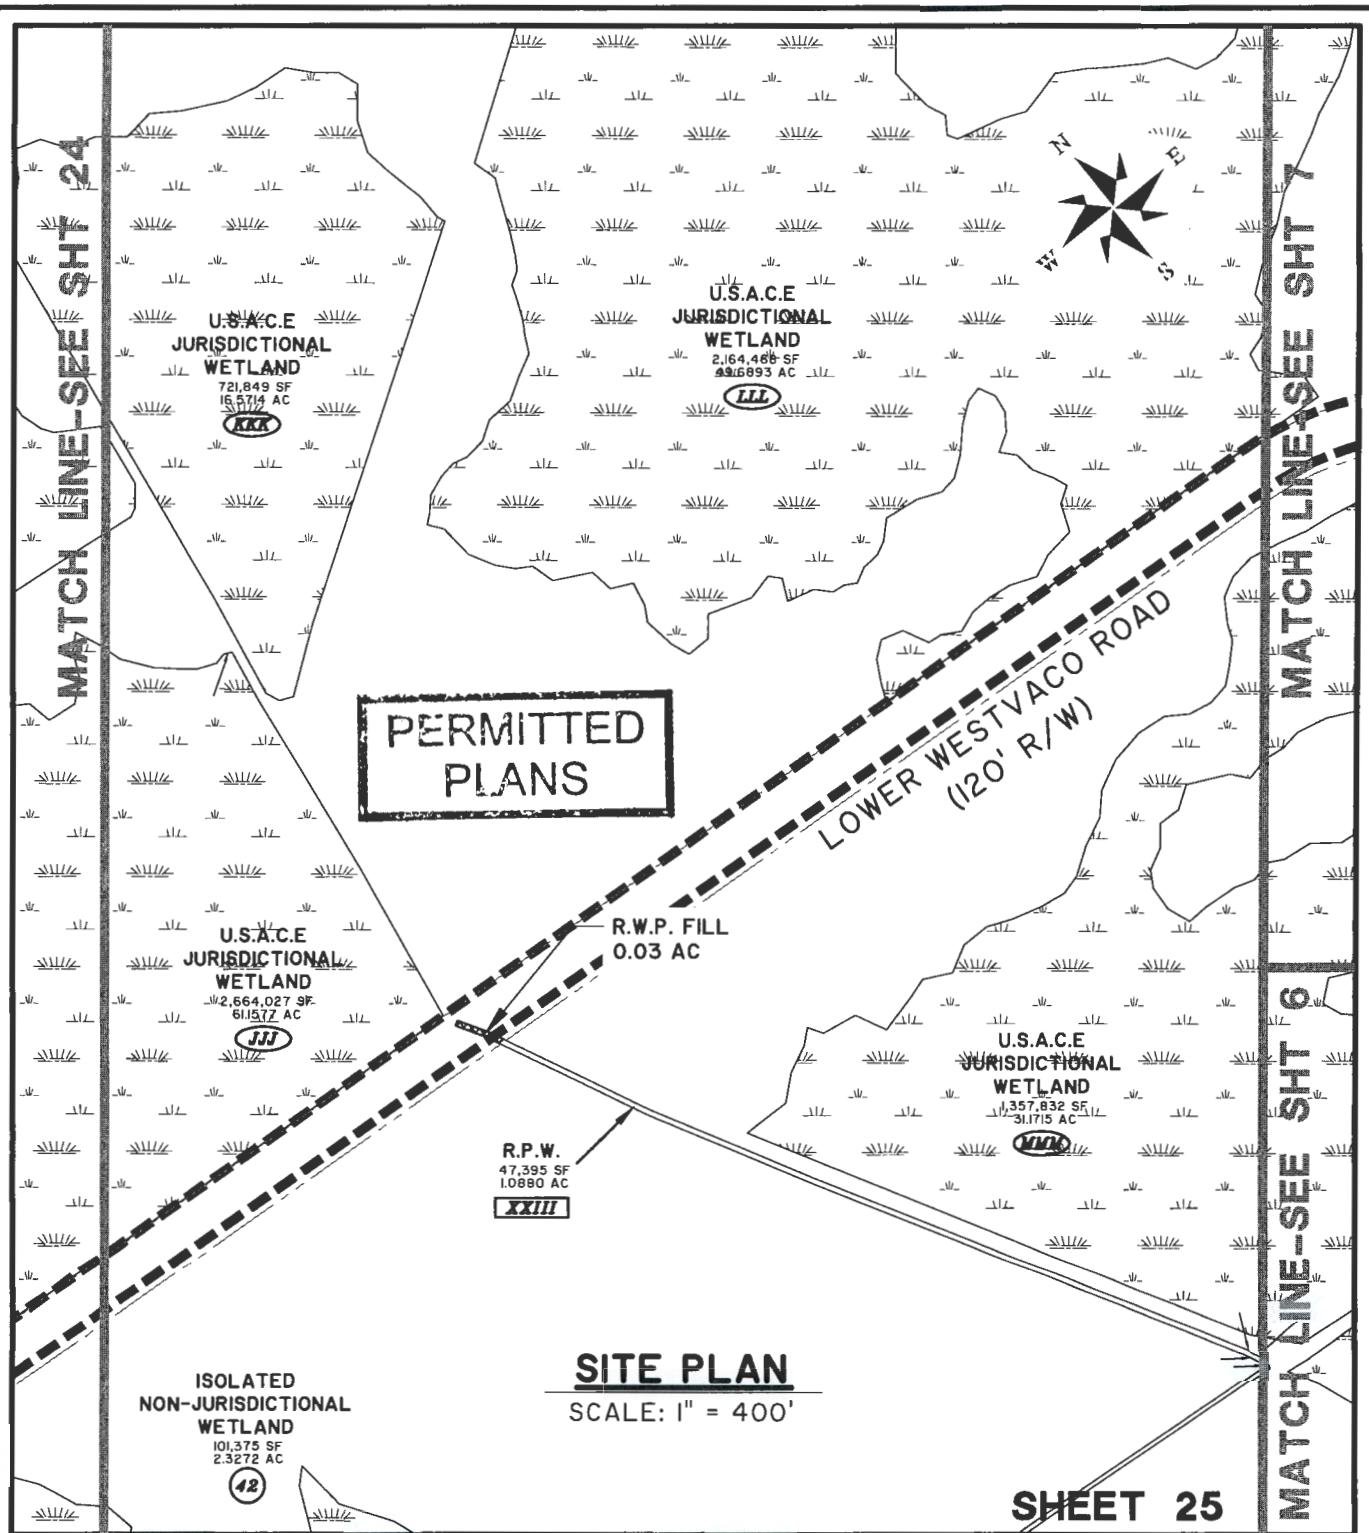 MATCH LINE-SEE SHT 24
MATCH LINE-SEE SHT 7
MATCH LINE-SEE SHT 6
N
E
W
S
U.S.A.C.E
JURISDICTIONAL
WETLAND
721,849 SF
16.5714 AC
KKK
U.S.A.C.E
JURISDICTIONAL
WETLAND
2,164,468 SF
49.6893 AC
LLL
PERMITTED
PLANS
LOWER WESTVACO ROAD
(120' R/W)
R.W.P. FILL
0.03 AC
U.S.A.C.E
JURISDICTIONAL
WETLAND
2,664,027 SF
61.1577 AC
JJJ
U.S.A.C.E
JURISDICTIONAL
WETLAND
1,357,832 SF
31.1715 AC
MMM
R.P.W.
47,395 SF
1.0880 AC
XXIII
ISOLATED
NON-JURISDICTIONAL
WETLAND
101,375 SF
2.3272 AC
42
SITE PLAN
SCALE: 1" = 400'
SHEET 25